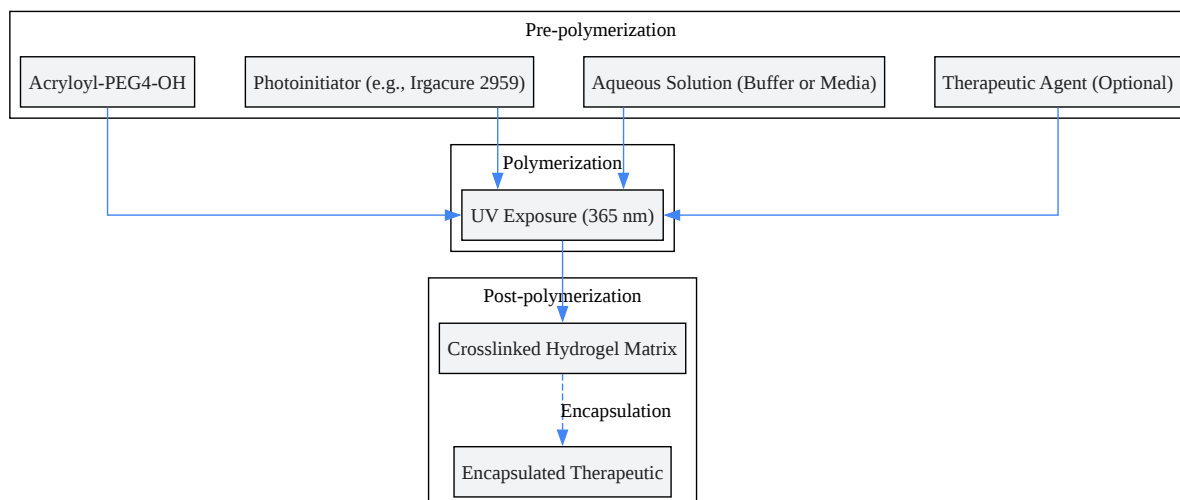 Pre-polymerization
Acryloyl-PEG4-OH
Photoinitiator (e.g., Irgacure 2959)
Aqueous Solution (Buffer or Media)
Therapeutic Agent (Optional)
Polymerization
UV Exposure (365 nm)
Post-polymerization
Crosslinked Hydrogel Matrix
Encapsulation
Encapsulated Therapeutic